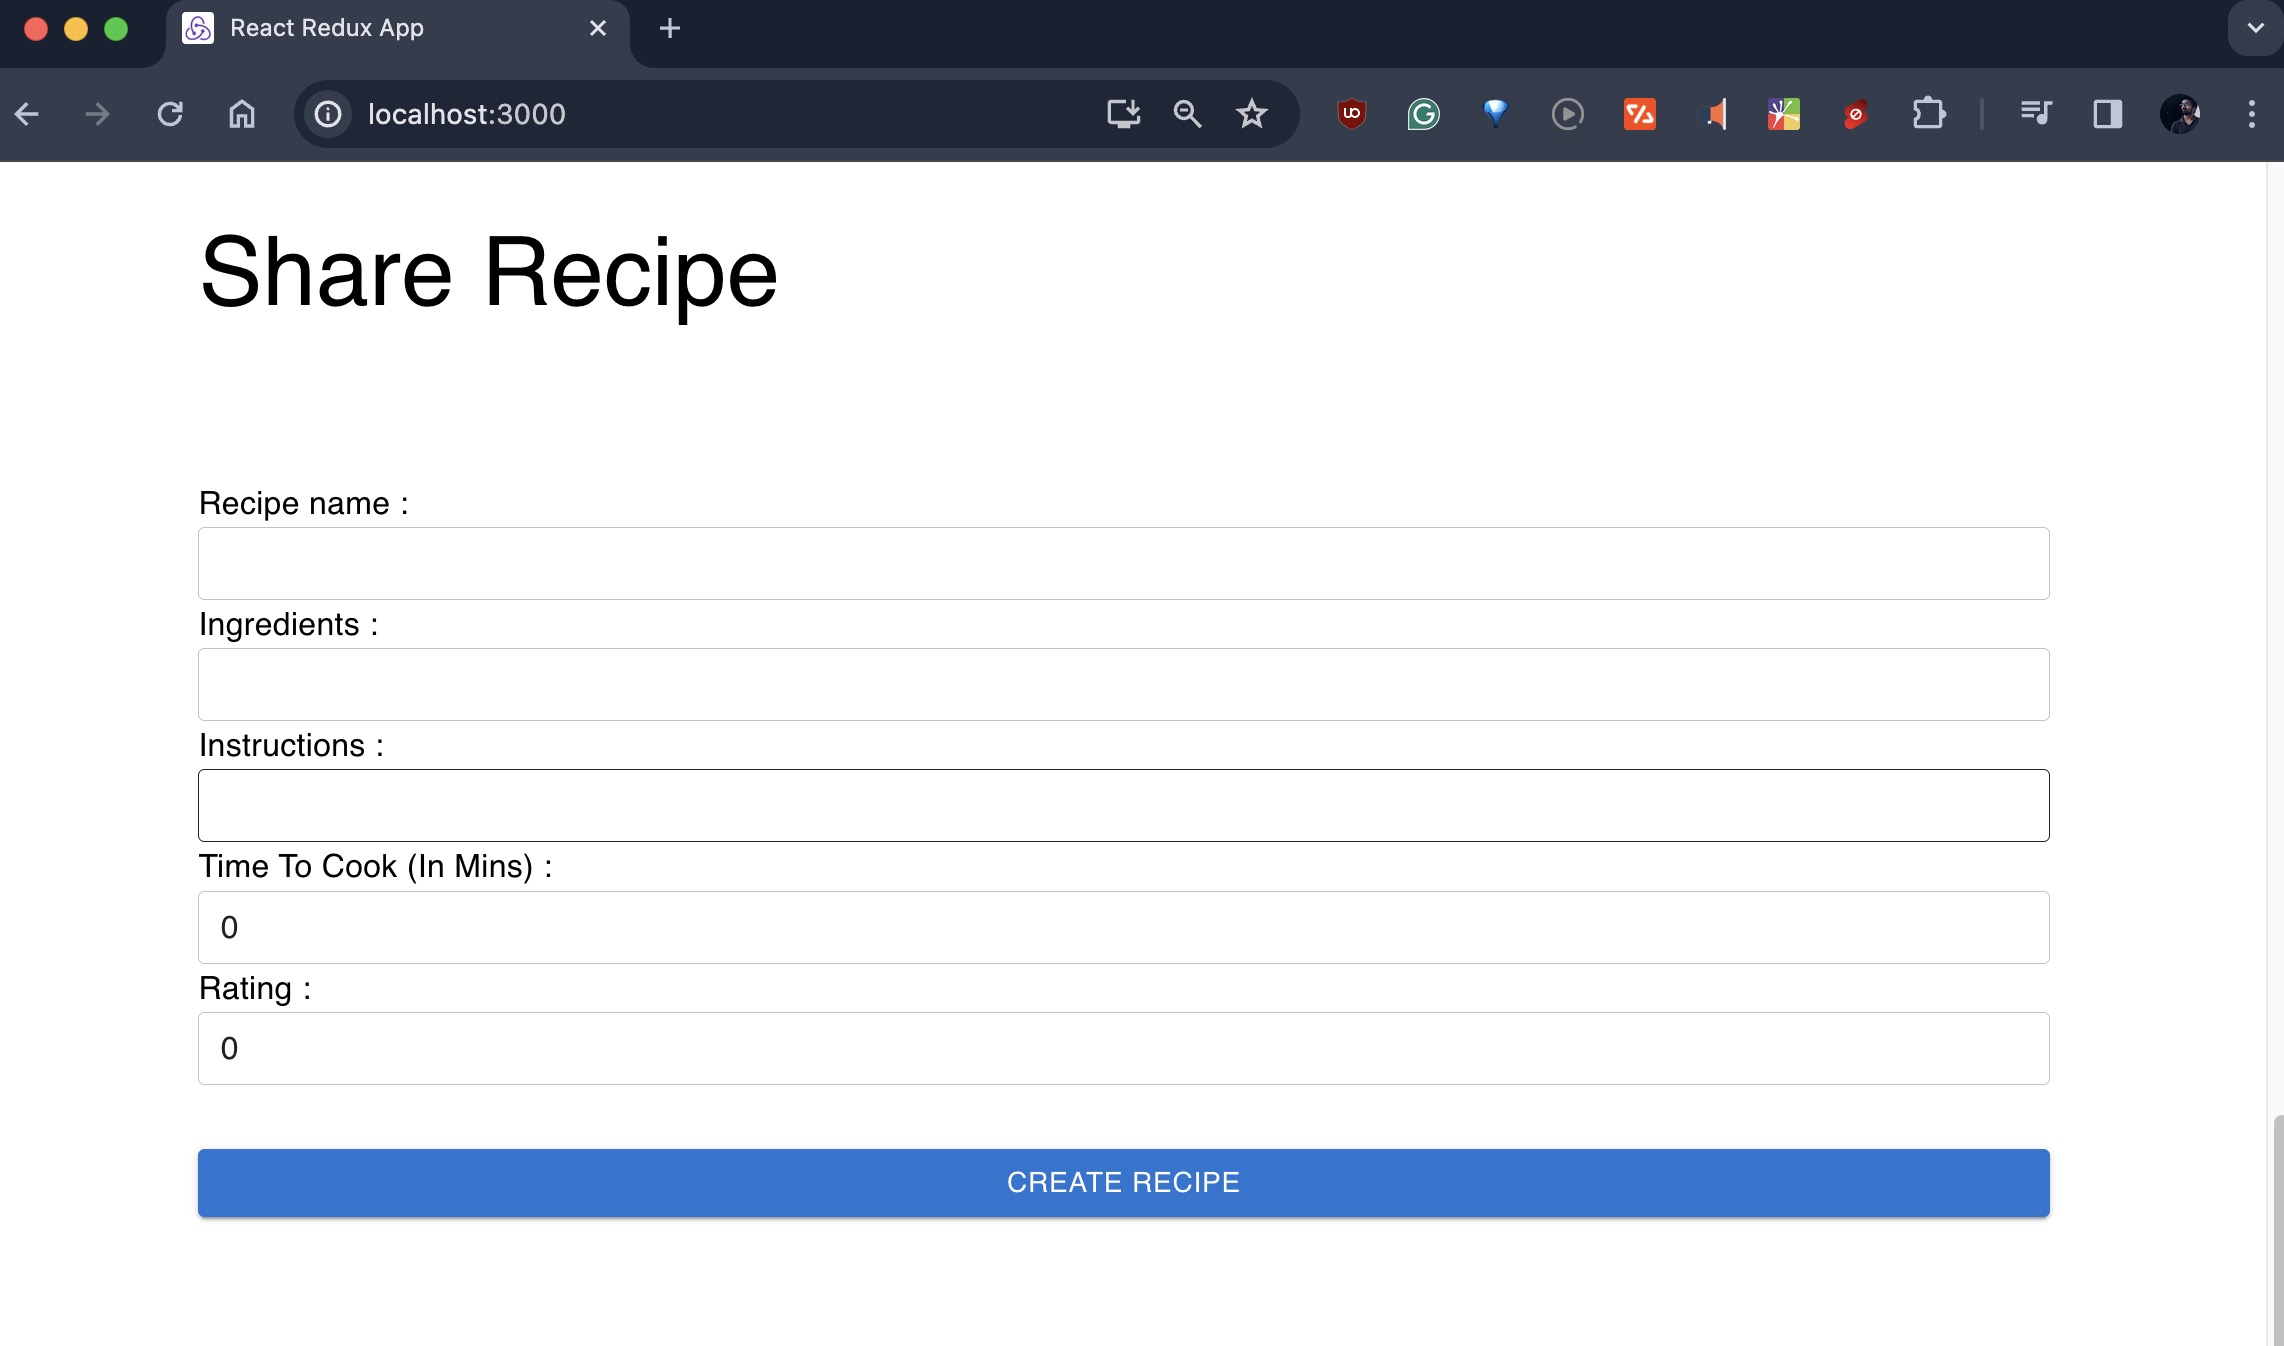 React Redux App
localhost:3000
Share Recipe
Recipe name :
Ingredients :
Instructions :
Time To Cook (In Mins) :
0
Rating :
0
CREATE RECIPE